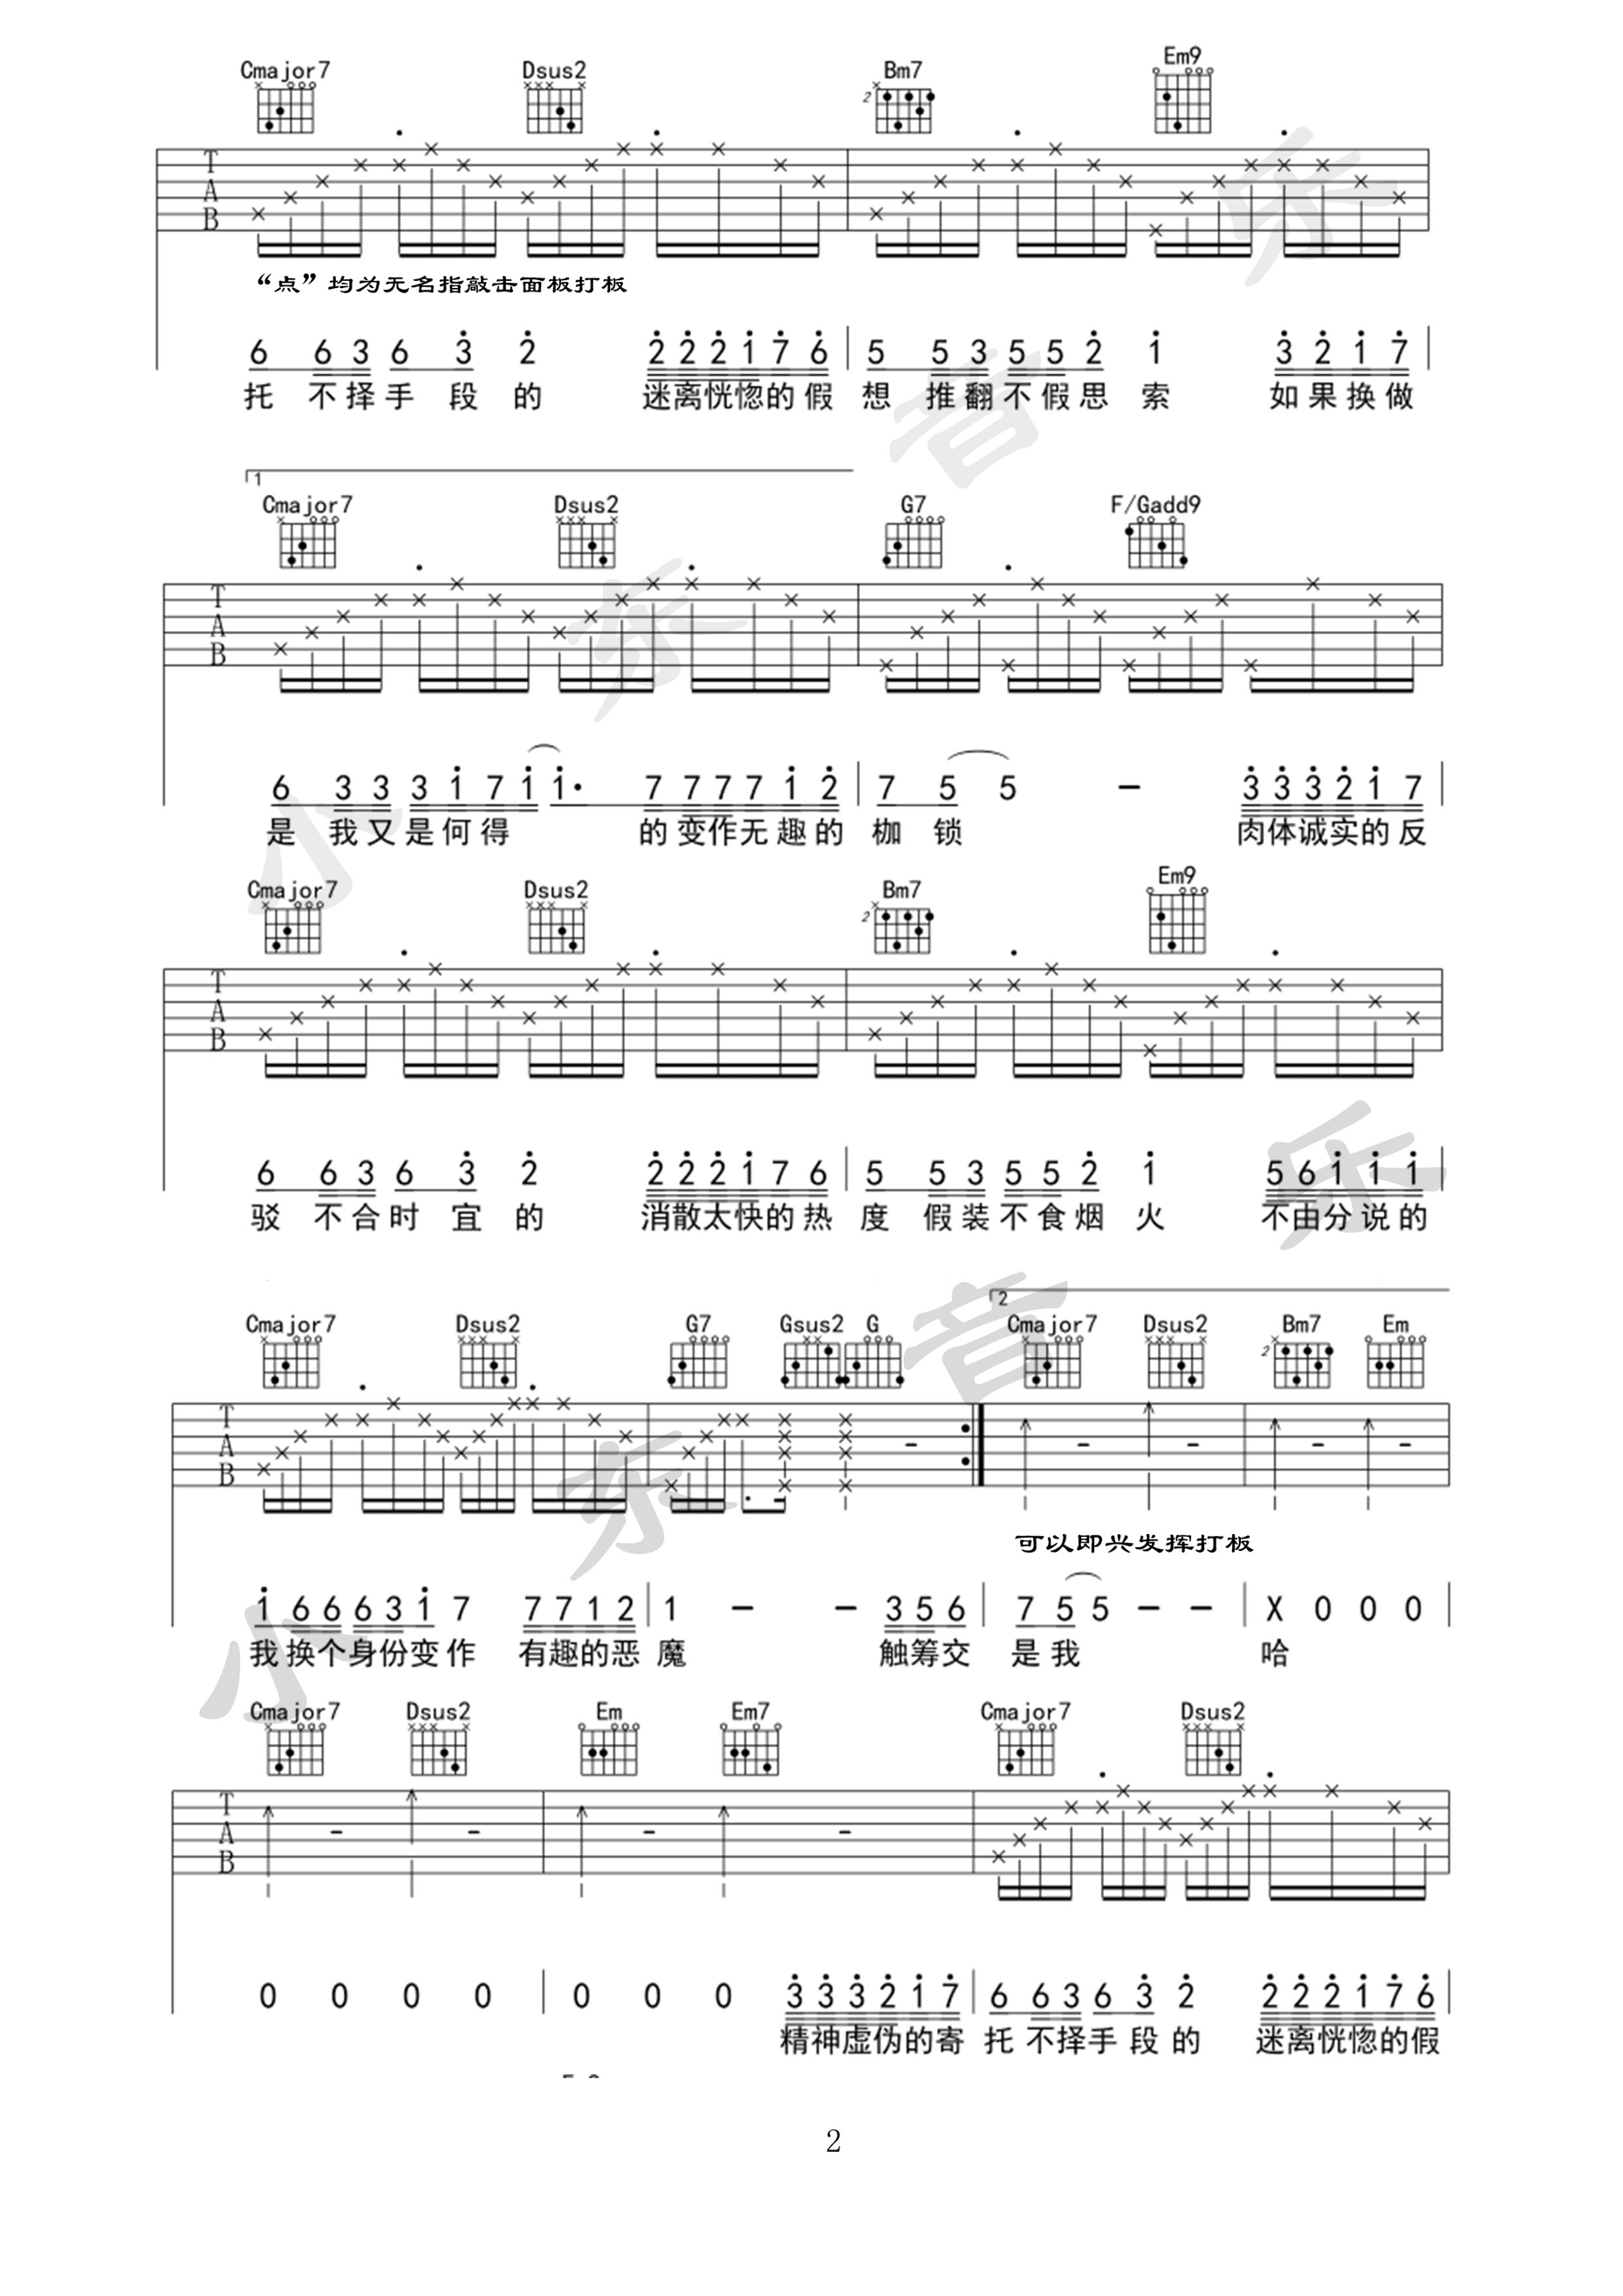 Cmajor7 Dsus2 Bm7 Em9
T A B
“点”均为无名指敲击面板打板
6 6 3 6 3 2 2 2 2 1 7 6 5 5 3 5 5 2 1 3 2 1 7
托 不择手段的 迷离恍惚的假想 推翻不假思索 如果换做
1
Cmajor7 Dsus2 G7 F/Gadd9
T A B
6 3 3 3 1 7 1 1· 7 7 7 7 1 2 7 5 5 – 3 3 3 2 1 7
是 我又是何得 的变作无趣的枷锁 肉体诚实的反
Cmajor7 Dsus2 Bm7 Em9
T A B
6 6 3 6 3 2 2 2 2 1 7 6 5 5 3 5 5 2 1 5 6 1 1 1
驳 不合时宜的 消散太快的热度 假装不食烟火 不由分说的
2
Cmajor7 Dsus2 G7 Gsus2 G Cmajor7 Dsus2 Bm7 Em
T A B
可以即兴发挥打板
1 6 6 6 3 1 7 7 7 1 2 1 – – 3 5 6 7 5 5 – – X 0 0 0
我换个身份变作 有趣的恶魔 触筹交是我 哈
Cmajor7 Dsus2 Em Em7 Cmajor7 Dsus2
T A B
0 0 0 0 0 0 0 3 3 3 2 1 7 6 6 3 6 3 2 2 2 2 1 7 6
精神虚伪的寄托 不择手段的 迷离恍惚的假
2
小东音乐
小东音乐